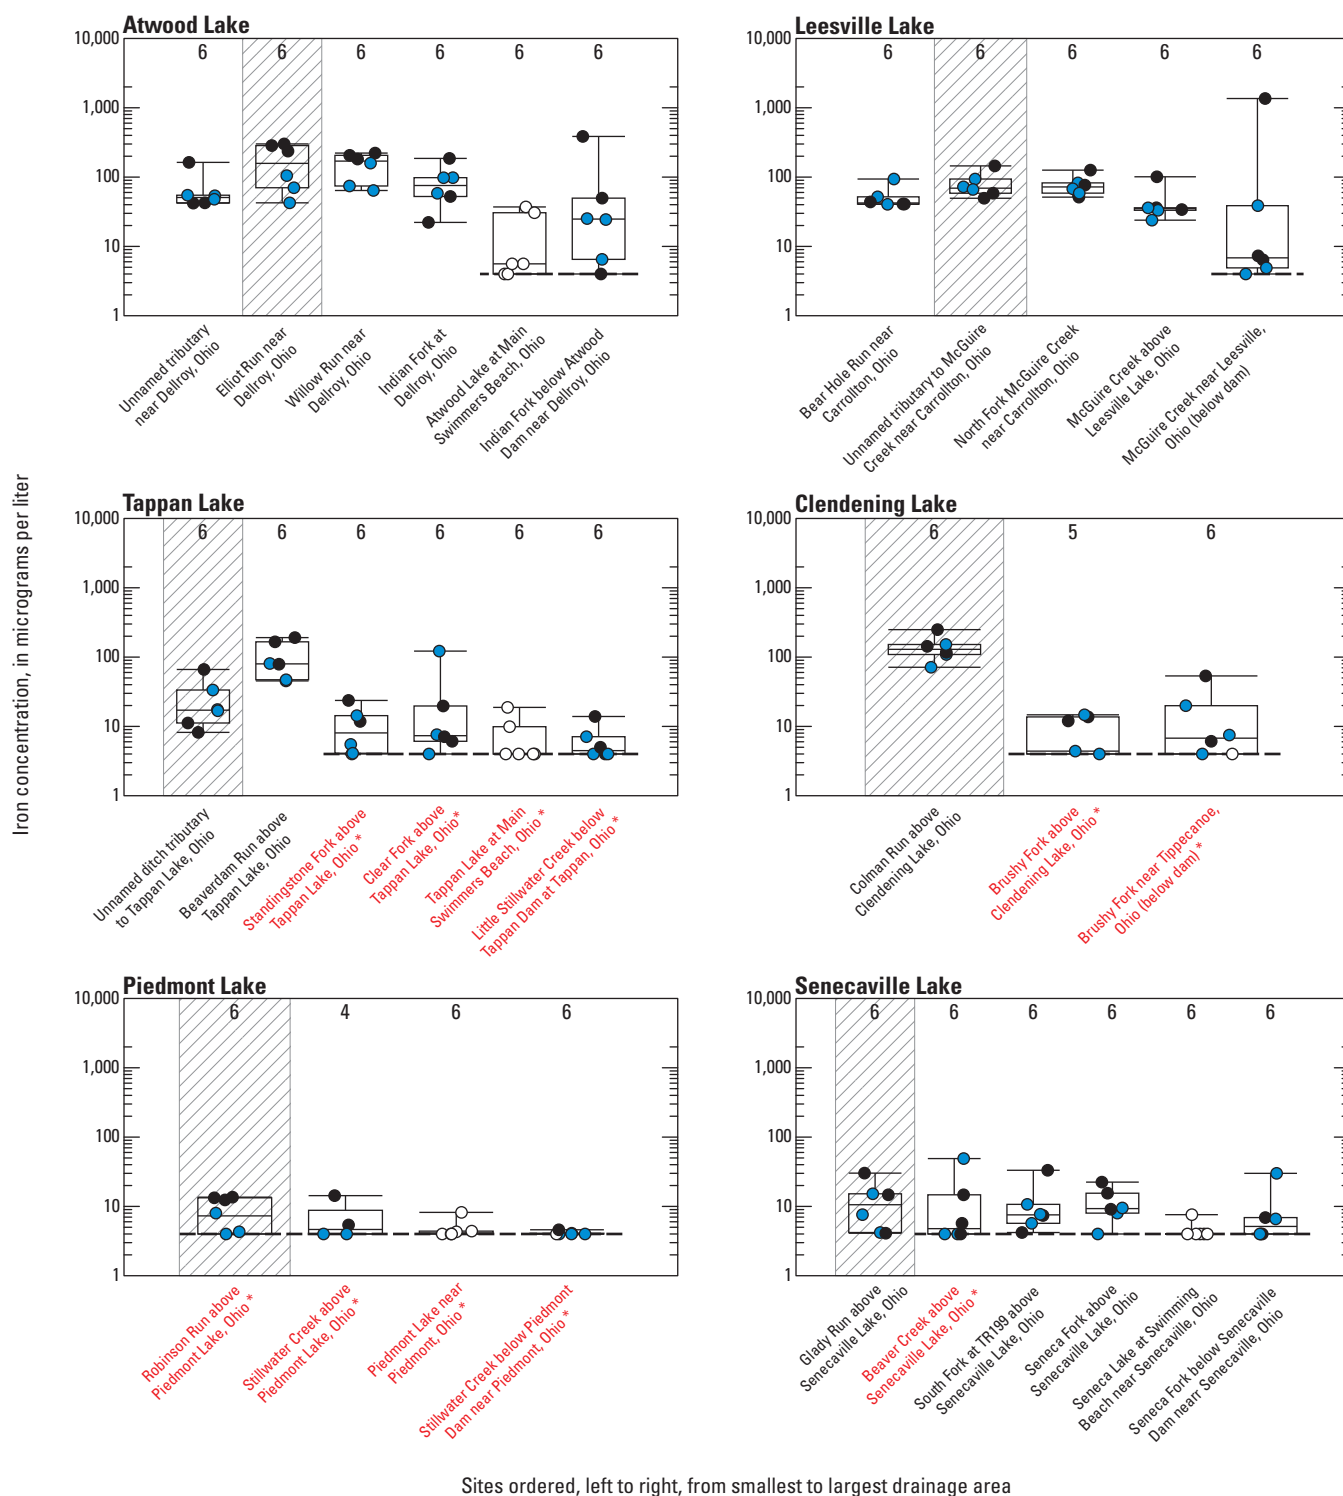 Iron concentration, in micrograms per liter
Atwood Lake
10,000
1,000
100
10
1
6 6 6 6 6 6
Unnamed tributary
near Dellroy, Ohio
Elliot Run near
Dellroy, Ohio
Willow Run near
Dellroy, Ohio
Indian Fork at
Dellroy, Ohio
Atwood Lake at Main
Swimmers Beach, Ohio
Indian Fork below Atwood
Dam near Dellroy, Ohio
Leesville Lake
10,000
1,000
100
10
1
6 6 6 6 6
Bear Hole Run near
Carrollton, Ohio
Unnamed tributary to McGuire
Creek near Carrollton, Ohio
North Fork McGuire Creek
near Carrollton, Ohio
McGuire Creek above
Leesville Lake, Ohio
McGuire Creek near Leesville,
Ohio (below dam)
Tappan Lake
10,000
1,000
100
10
1
6 6 6 6 6 6
Unnamed ditch tributary
to Tappan Lake, Ohio
Beaverdam Run above
Tappan Lake, Ohio
Standingstone Fork above
Tappan Lake, Ohio *
Clear Fork above
Tappan Lake, Ohio*
Tappan Lake at Main
Swimmers Beach, Ohio *
Little Stillwater Creek below
Tappan Dam at Tappan, Ohio *
Clendening Lake
10,000
1,000
100
10
1
6 5 6
Colman Run above
Clendening Lake, Ohio
Brushy Fork above
Clendening Lake, Ohio *
Brushy Fork near Tippecanoe,
Ohio (below dam) *
Piedmont Lake
10,000
1,000
100
10
1
6 4 6 6
Robinson Run above
Piedmont Lake, Ohio *
Stillwater Creek above
Piedmont Lake, Ohio *
Piedmont Lake near
Piedmont, Ohio *
Stillwater Creek below Piedmont
Dam near Piedmont, Ohio *
Senecaville Lake
10,000
1,000
100
10
1
6 6 6 6 6 6
Glady Run above
Senecaville Lake, Ohio
Beaver Creek above
Senecaville Lake, Ohio *
South Fork at TR199 above
Senecaville Lake, Ohio
Seneca Fork above
Senecaville Lake, Ohio
Seneca Lake at Swimming
Beach near Senecaville, Ohio
Seneca Fork below Senecaville
Dam nearr Senecaville, Ohio
Sites ordered, left to right, from smallest to largest drainage area